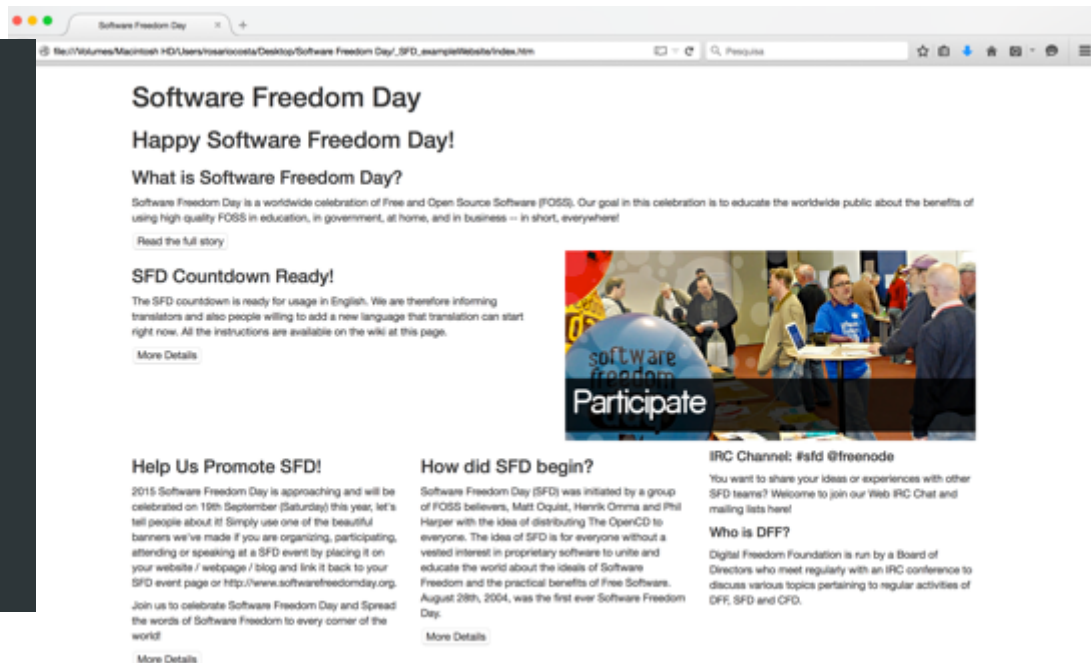 Software Freedom Day
file:///Volumes/Macintosh HD/Users/rosariocosta/Desktop/Software Freedom Day/_SFD_exampleWebsite/index.htm
Pesquisa
Software Freedom Day
Happy Software Freedom Day!
What is Software Freedom Day?
Software Freedom Day is a worldwide celebration of Free and Open Source Software (FOSS). Our goal in this celebration is to educate the worldwide public about the benefits of
using high quality FOSS in education, in government, at home, and in business -- in short, everywhere!
Read the full story
SFD Countdown Ready!
The SFD countdown is ready for usage in English. We are therefore informing
translators and also people willing to add a new language that translation can start
right now. All the instructions are available on the wiki at this page.
More Details
software
freedom
day
Participate
Help Us Promote SFD!
2015 Software Freedom Day is approaching and will be
celebrated on 19th September (Saturday) this year, let's
tell people about it! Simply use one of the beautiful
banners we've made if you are organizing, participating,
attending or speaking at a SFD event by placing it on
your website / webpage / blog and link it back to your
SFD event page or http://www.softwarefreedomday.org.
Join us to celebrate Software Freedom Day and Spread
the words of Software Freedom to every corner of the
world!
More Details
How did SFD begin?
Software Freedom Day (SFD) was initiated by a group
of FOSS believers, Matt Oquist, Henrik Omma and Phil
Harper with the idea of distributing The OpenCD to
everyone. The idea of SFD is for everyone without a
vested interest in proprietary software to unite and
educate the world about the ideals of Software
Freedom and the practical benefits of Free Software.
August 28th, 2004, was the first ever Software Freedom
Day.
More Details
IRC Channel: #sfd @freenode
You want to share your ideas or experiences with other
SFD teams? Welcome to join our Web IRC Chat and
mailing lists here!
Who is DFF?
Digital Freedom Foundation is run by a Board of
Directors who meet regularly with an IRC conference to
discuss various topics pertaining to regular activities of
DFF, SFD and CFD.